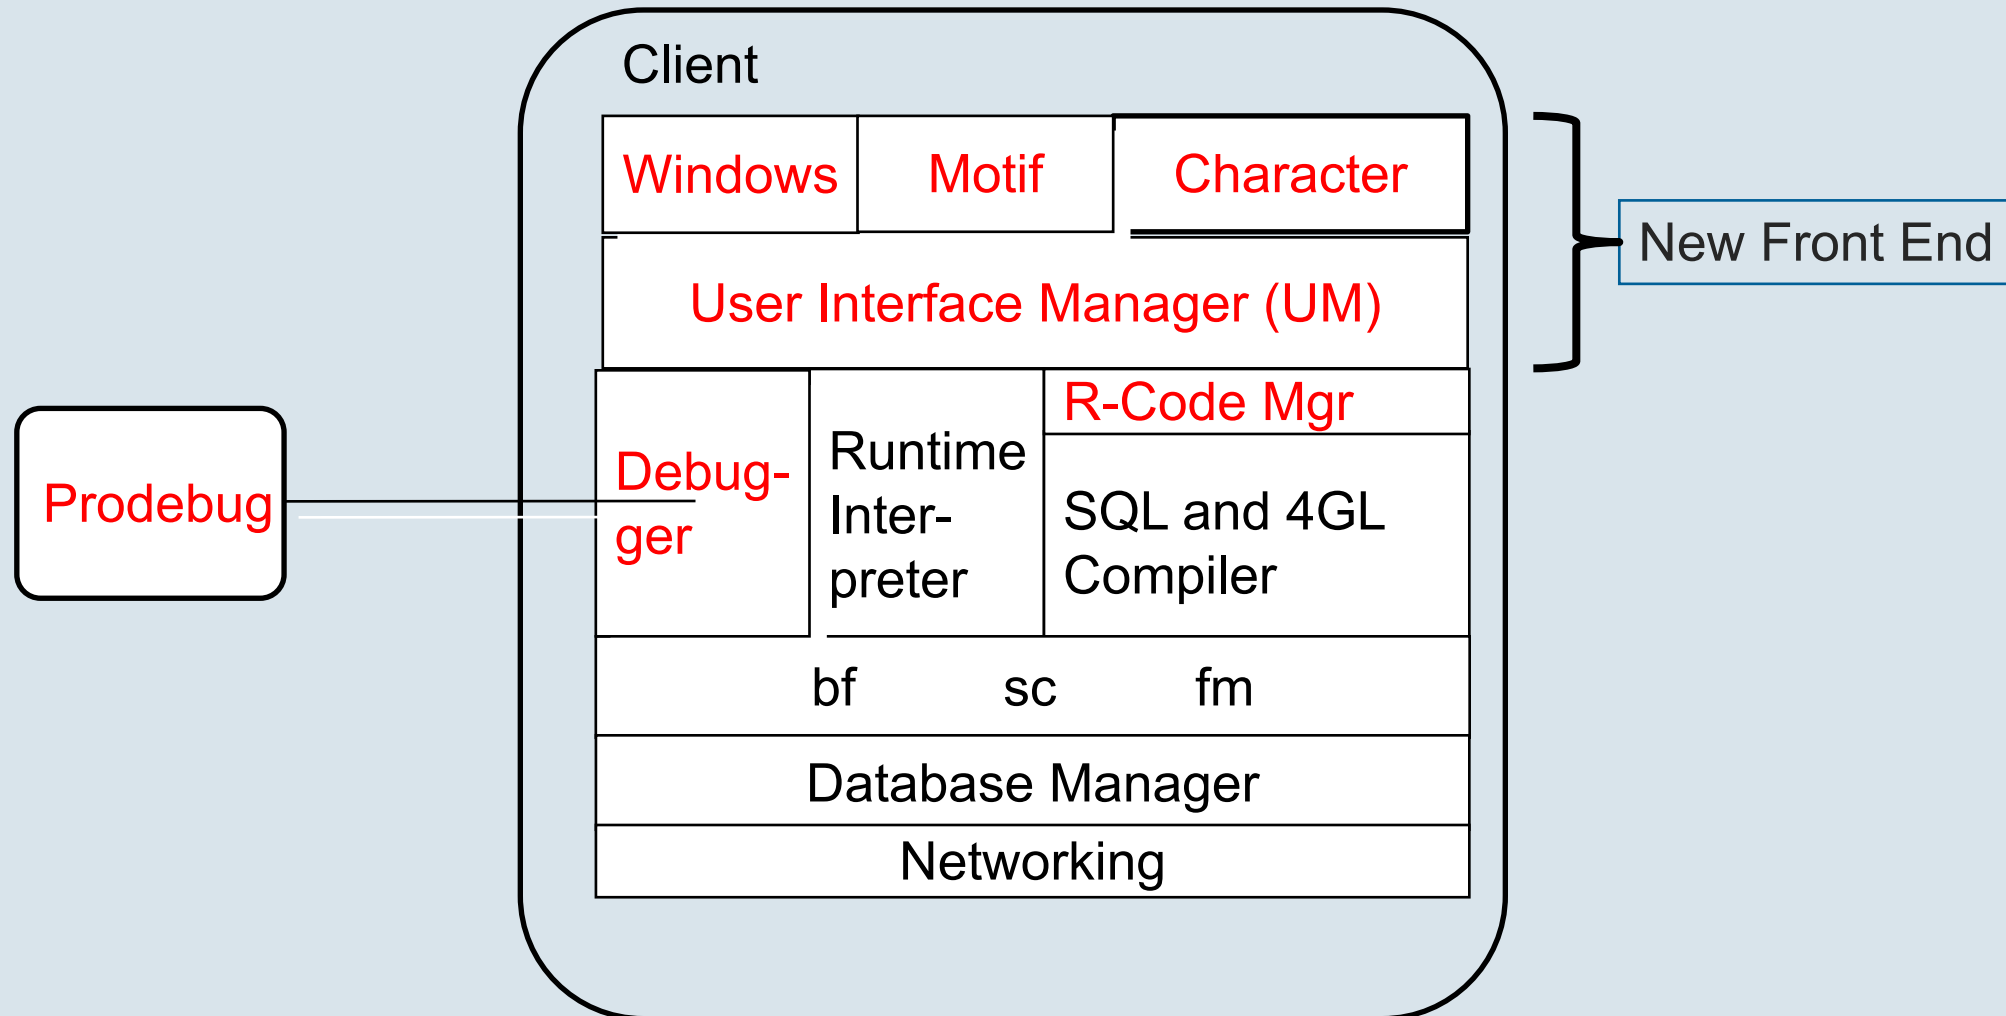 Client
Windows
Motif
Character
New Front End
User Interface Manager (UM)
R-Code Mgr
Prodebug
Debug-
ger
Runtime
Inter-
preter
SQL and 4GL
Compiler
bf sc fm
Database Manager
Networking